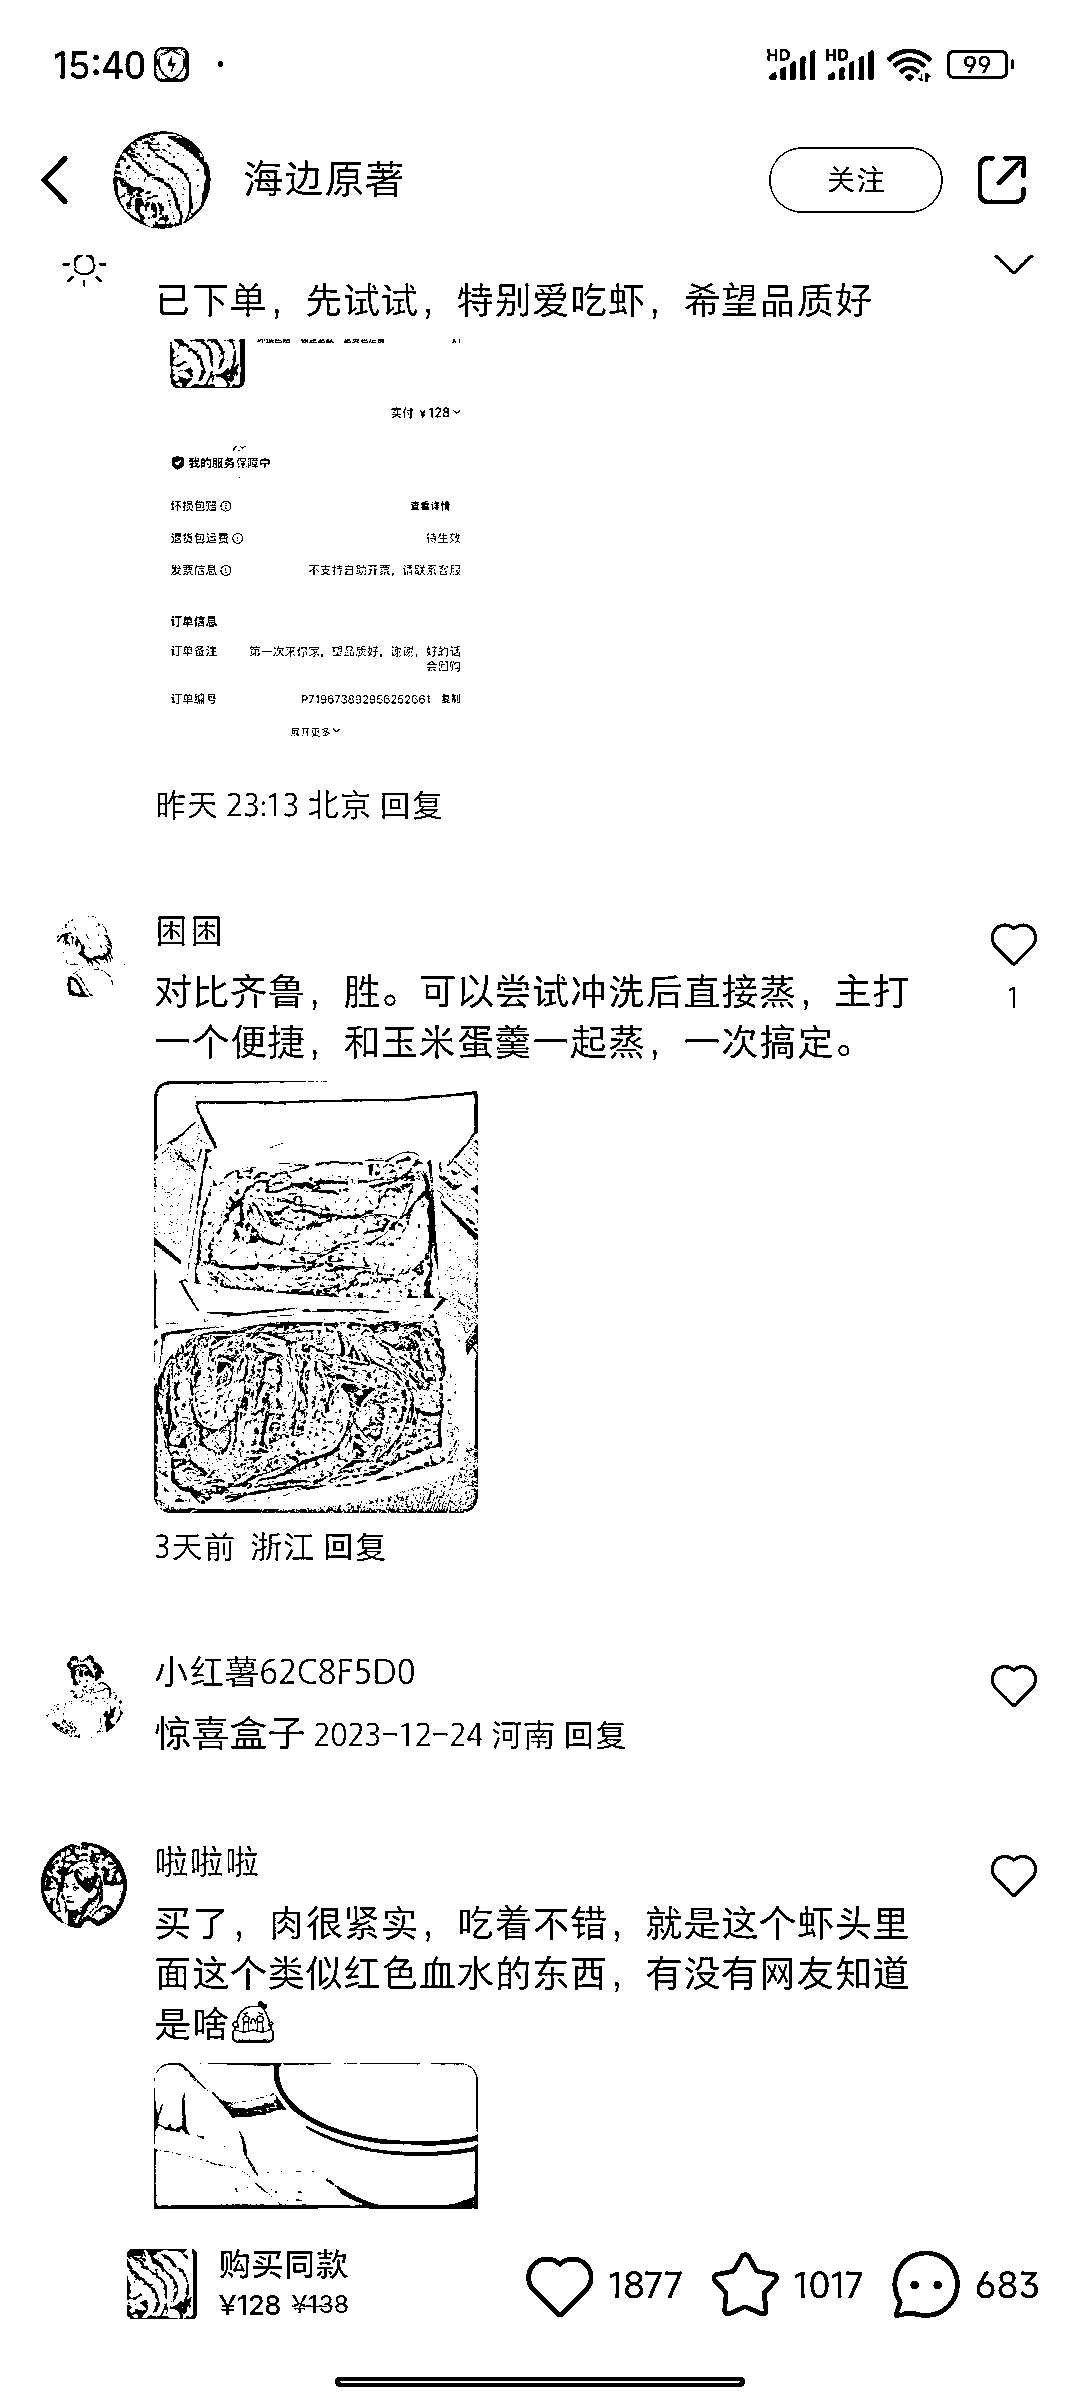 15:40
HD HD 99
海边原著
关注
已下单，先试试，特别爱吃虾，希望品质好
实付 ¥128
我的服务保障中
坏损包赔
查看详情
退货包运费
待生效
发票信息
不支持自助开票，请联系客服
订单信息
订单备注
第一次来你家，望品质好，谢谢，好的话
会回购
订单编号
P719673892956252661 复制
展开更多
昨天 23:13 北京 回复
困困
对比齐鲁，胜。可以尝试冲洗后直接蒸，主打
一个便捷，和玉米蛋羹一起蒸，一次搞定。
1
3天前 浙江 回复
小红薯62C8F5D0
惊喜盒子 2023-12-24 河南 回复
啦啦啦
买了，肉很紧实，吃着不错，就是这个虾头里
面这个类似红色血水的东西，有没有网友知道
是啥
购买同款
¥128 ¥138
1877
1017
683